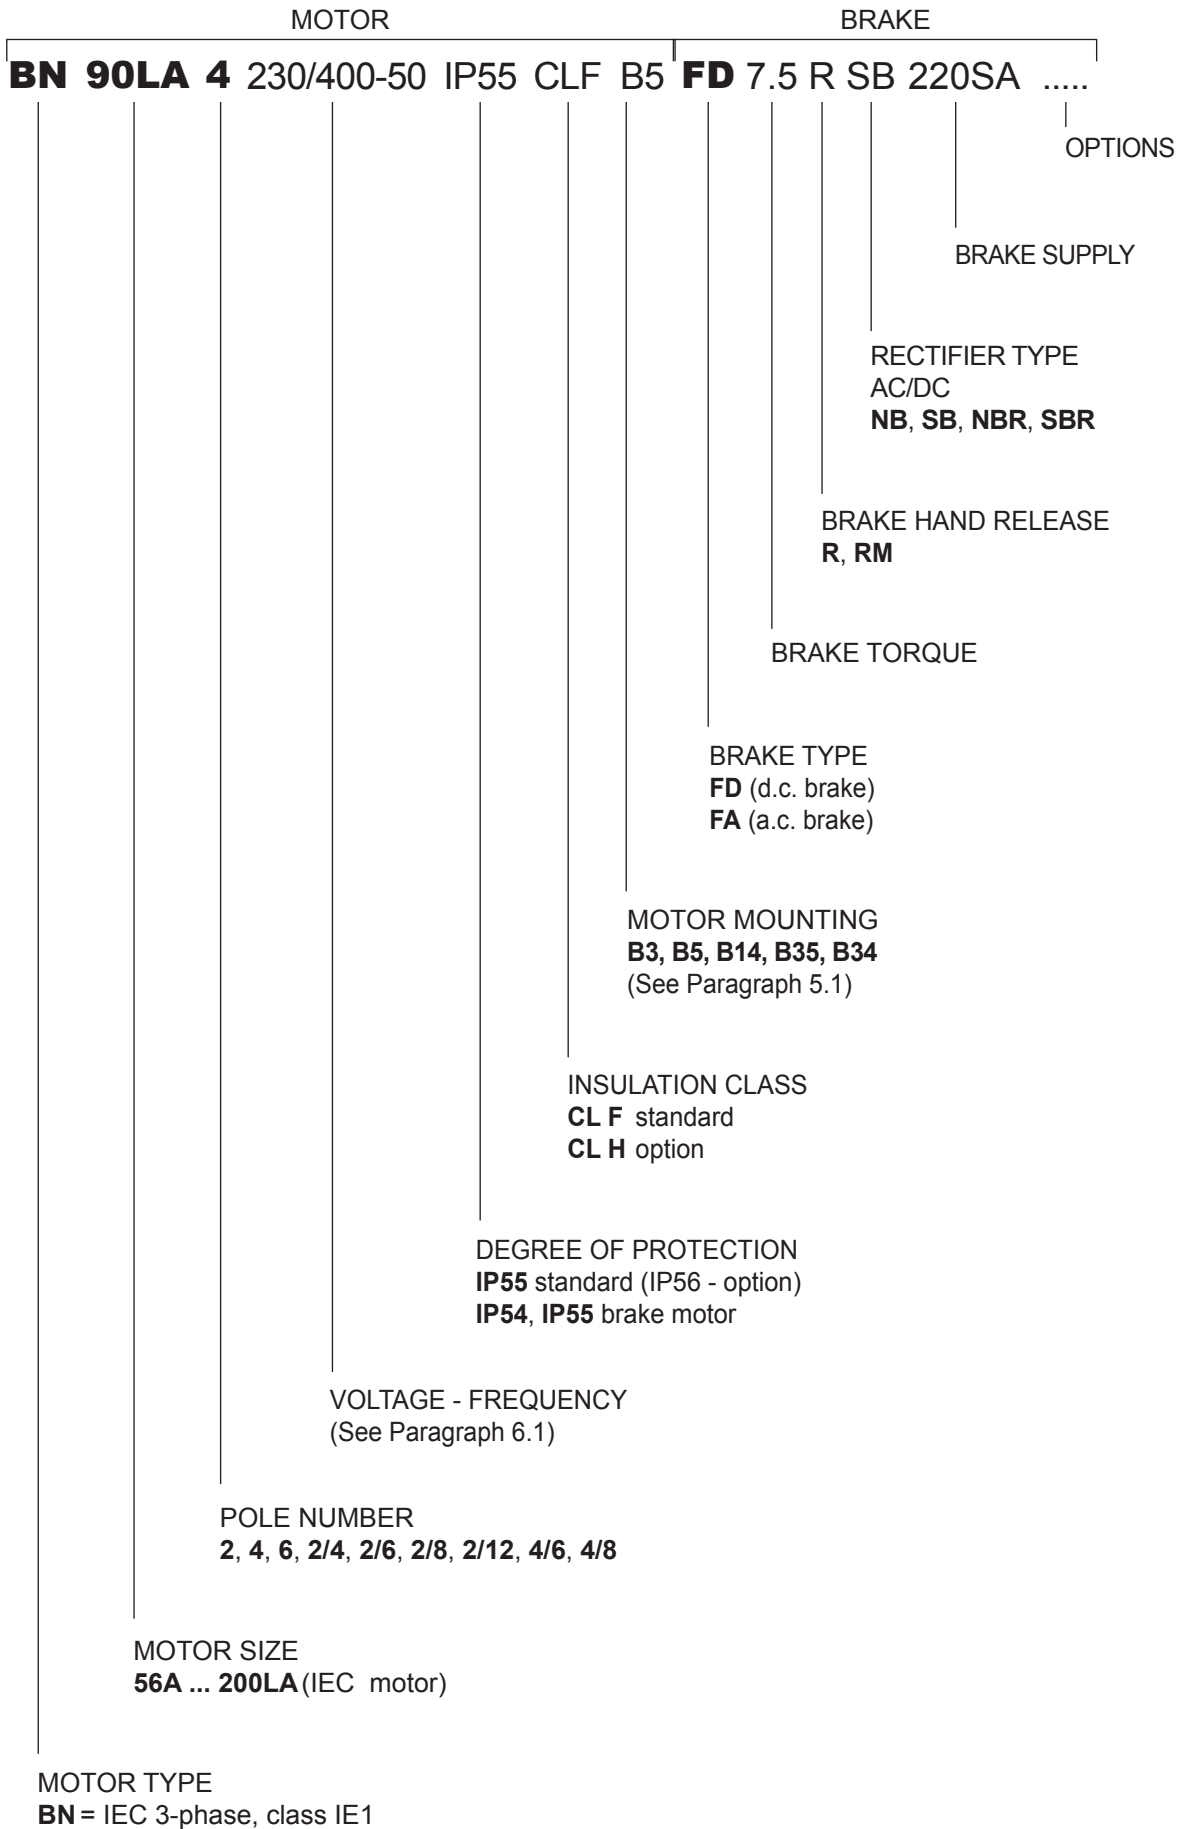 MOTOR BRAKE
BN 90LA 4 230/400-50 IP55 CLF B5 FD 7.5 R SB 220SA .....
OPTIONS
BRAKE SUPPLY
RECTIFIER TYPE
AC/DC
NB, SB, NBR, SBR
BRAKE HAND RELEASE
R, RM
BRAKE TORQUE
BRAKE TYPE
FD (d.c. brake)
FA (a.c. brake)
MOTOR MOUNTING
B3, B5, B14, B35, B34
(See Paragraph 5.1)
INSULATION CLASS
CL F standard
CL H option
DEGREE OF PROTECTION
IP55 standard (IP56 - option)
IP54, IP55 brake motor
VOLTAGE - FREQUENCY
(See Paragraph 6.1)
POLE NUMBER
2, 4, 6, 2/4, 2/6, 2/8, 2/12, 4/6, 4/8
MOTOR SIZE
56A ... 200LA (IEC motor)
MOTOR TYPE
BN = IEC 3-phase, class IE1